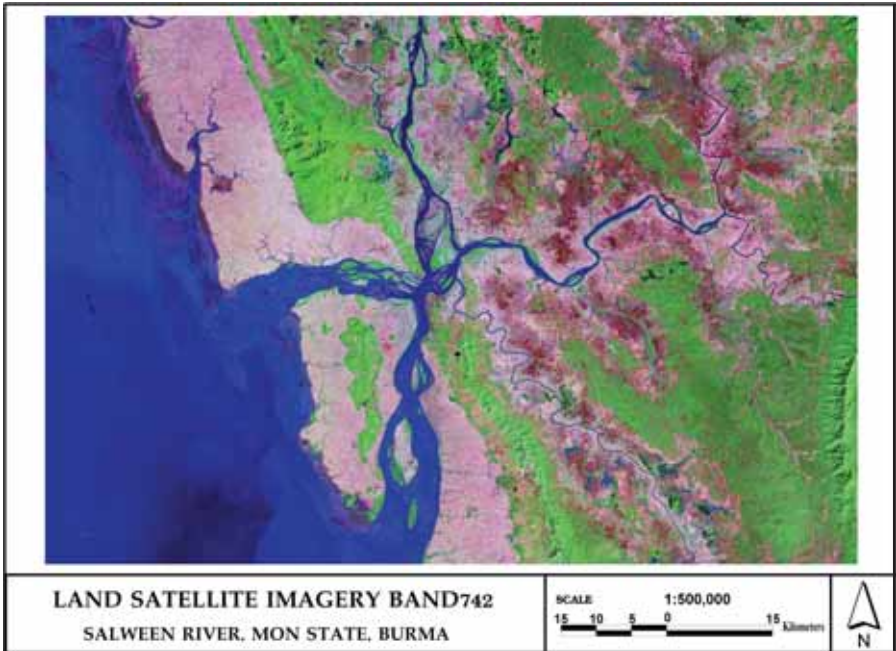 LAND SATELLITE IMAGERY BAND742
SALWEEN RIVER, MON STATE, BURMA
SCALE 1:500,000
15 10 5 0 15 Kilometers
N